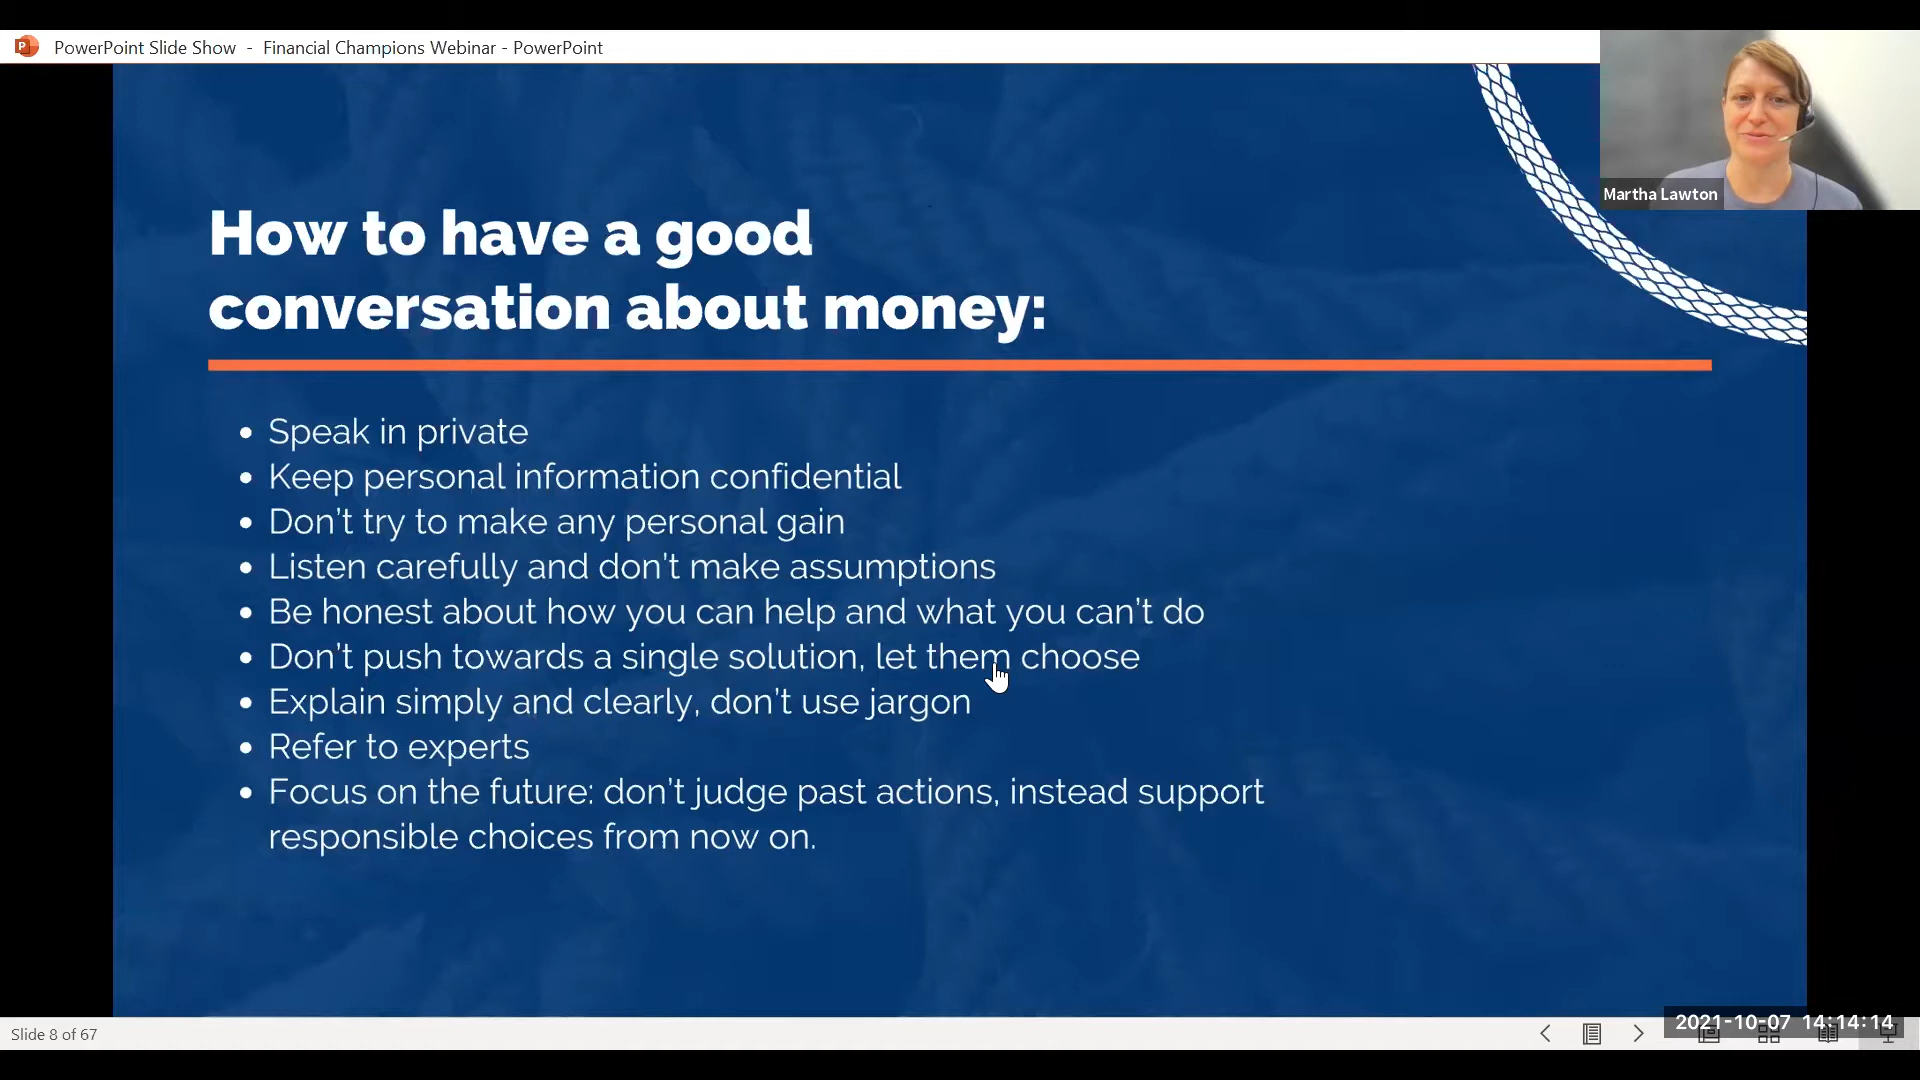 PowerPoint Slide Show - Financial Champions Webinar - PowerPoint
Martha Lawton
How to have a good
conversation about money:
• Speak in private
• Keep personal information confidential
• Don't try to make any personal gain
• Listen carefully and don't make assumptions
• Be honest about how you can help and what you can't do
• Don't push towards a single solution, let them choose
• Explain simply and clearly, don't use jargon
• Refer to experts
• Focus on the future: don't judge past actions, instead support
responsible choices from now on.
Slide 8 of 67
2021-10-07 14:14:14